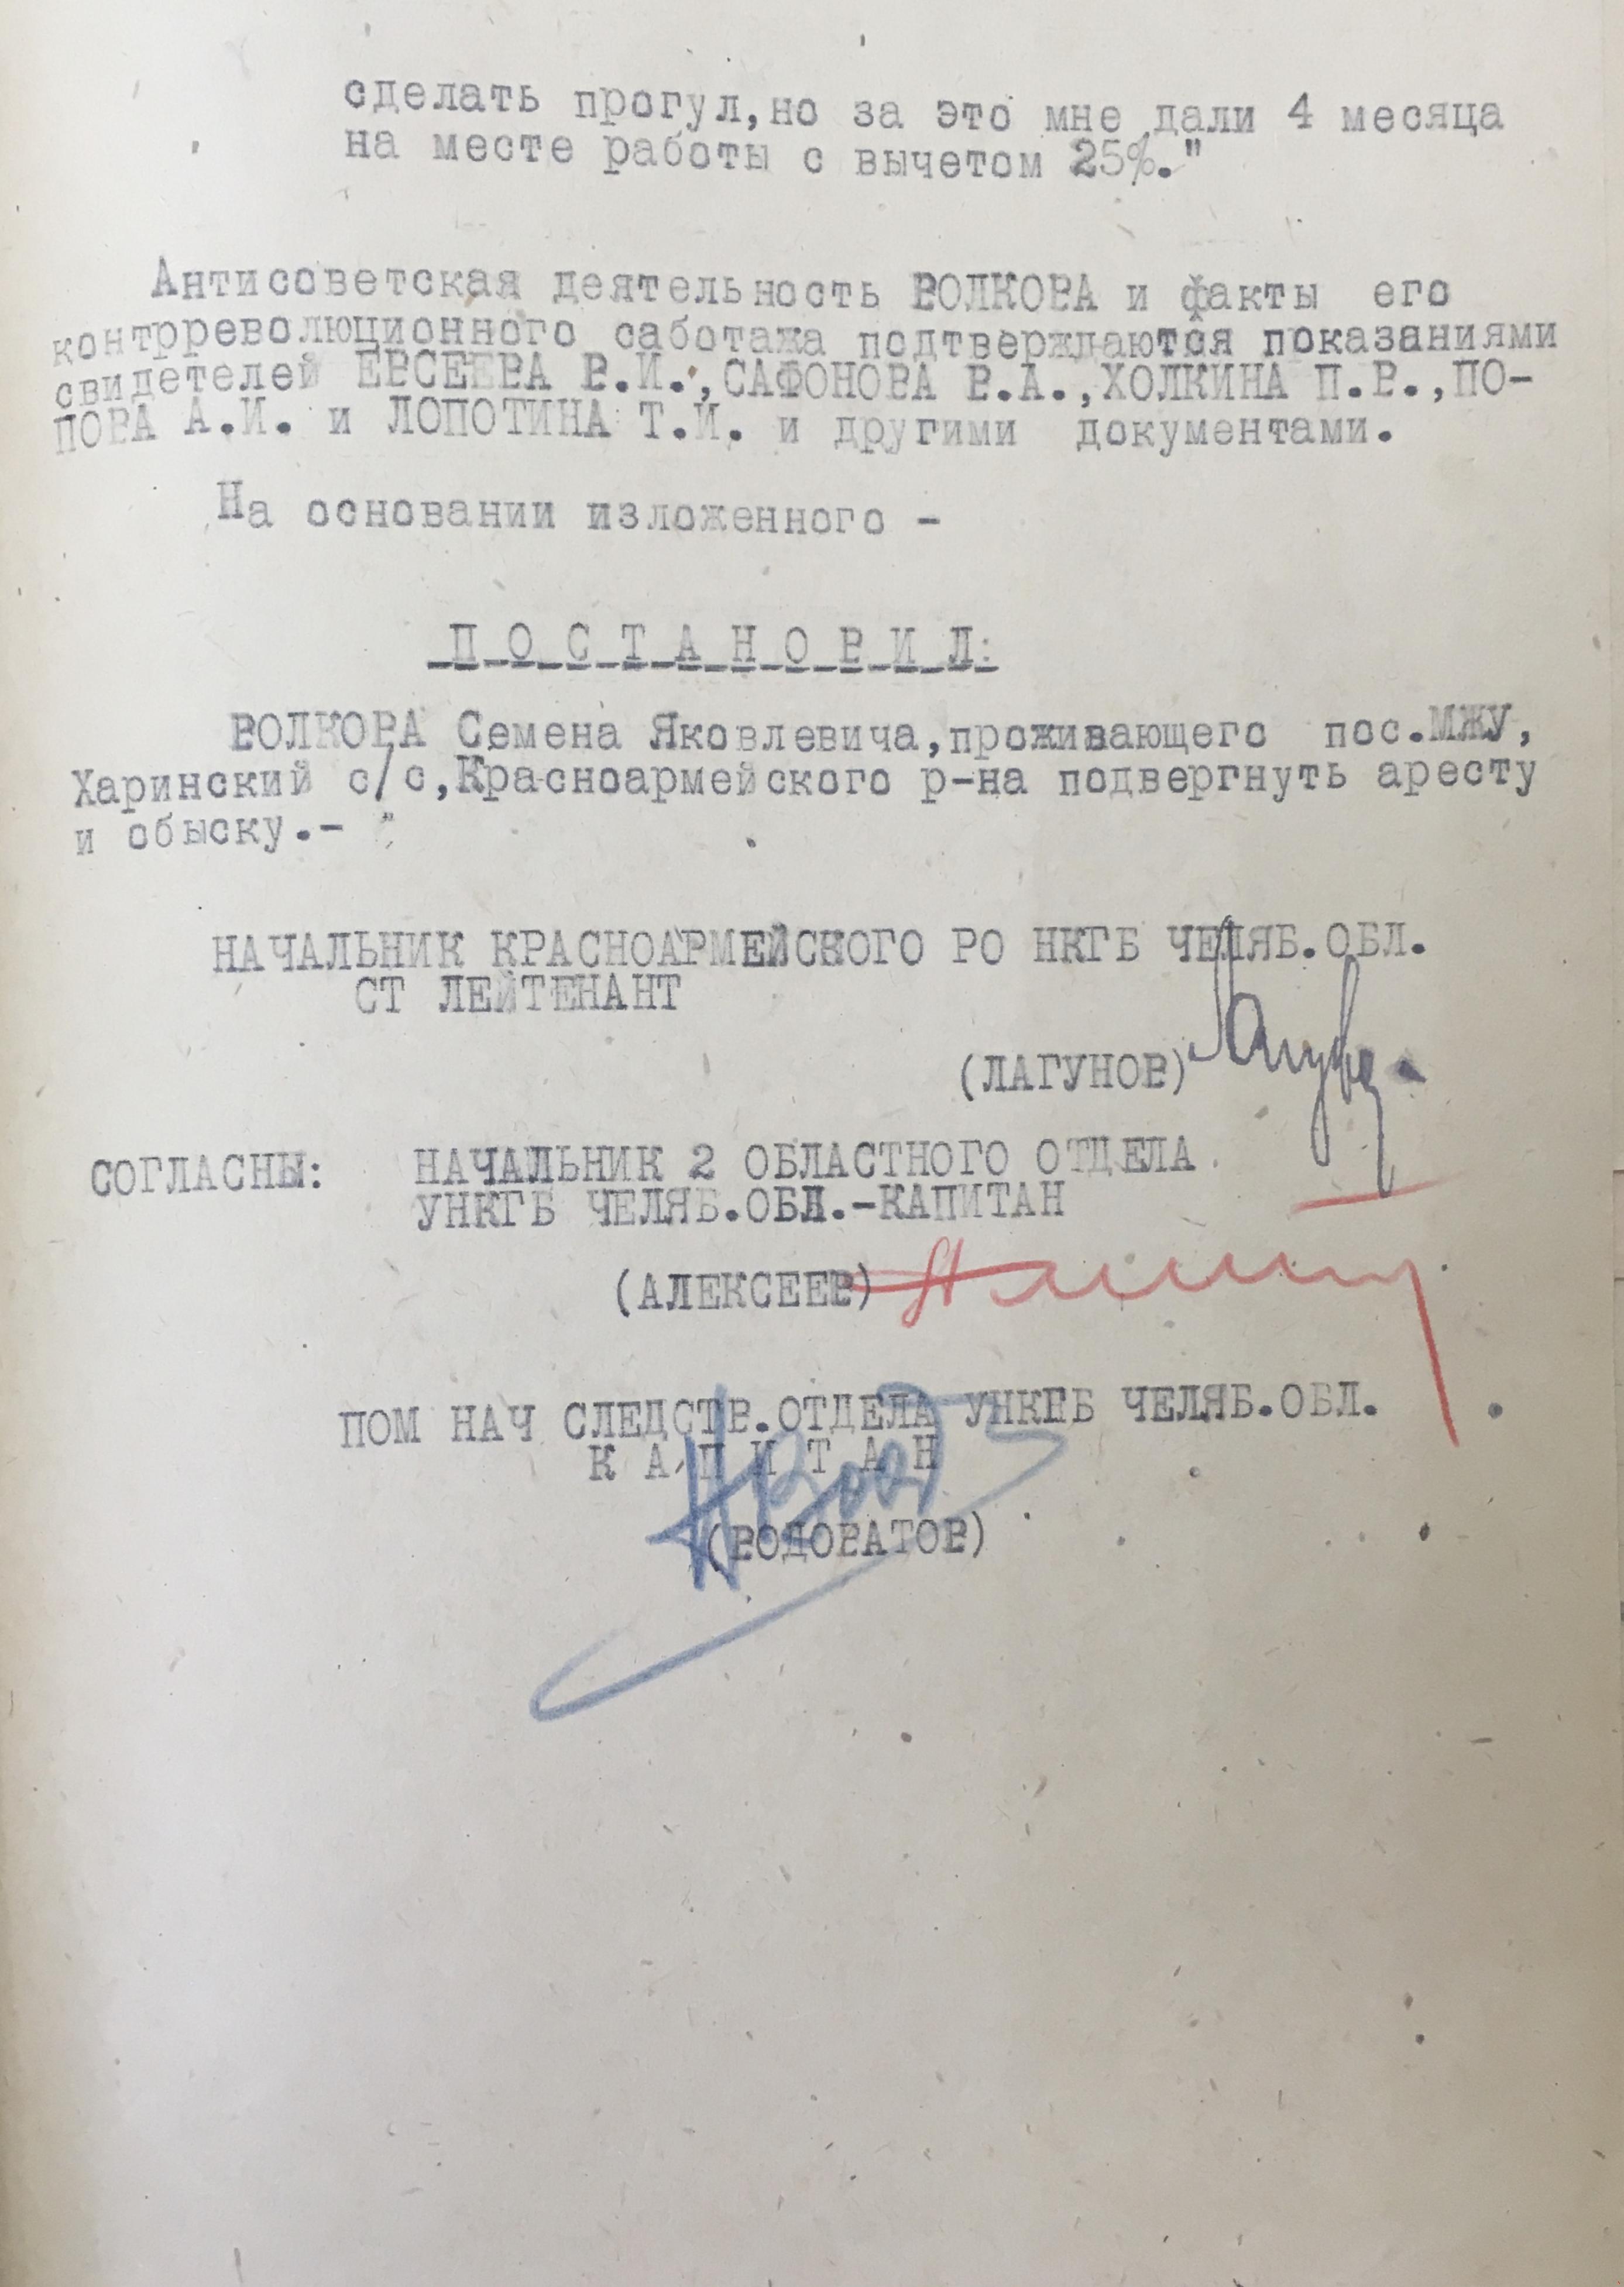 сделать прогул,но за это мне дали 4 месяца
на месте работы с вычетом 25%."
Антисоветская деятельность ВОЛКОВА и факты его
контрреволюционного саботажа подтверждаются показаниями
свидетелей ЕВСЕЕВА В.И.,САФОНОВА В.А.,ХОЛКИНА П.В.,ПО-
ПОВА А.И. и ЛОПОТИНА Т.И. и другими документами.
На основании изложенного -
П О С Т А Н О В И Л:
ВОЛКОВА Семена Яковлевича,проживающего пос.МЖУ,
Харинский с/с,Красноармейского р-на подвергнуть аресту
и обыску.-
НАЧАЛЬНИК КРАСНОАРМЕЙСКОГО РО НКГБ ЧЕЛЯБ.ОБЛ.
СТ ЛЕЙТЕНАНТ
(ЛАГУНОВ)
СОГЛАСНЫ: НАЧАЛЬНИК 2 ОБЛАСТНОГО ОТДЕЛА
УНКГБ ЧЕЛЯБ.ОБЛ.-КАПИТАН
(АЛЕКСЕЕВ)
ПОМ НАЧ СЛЕДСТВ.ОТДЕЛА УНКГБ ЧЕЛЯБ.ОБЛ.
К А П И Т А Н
(ВОДОВАТОВ)